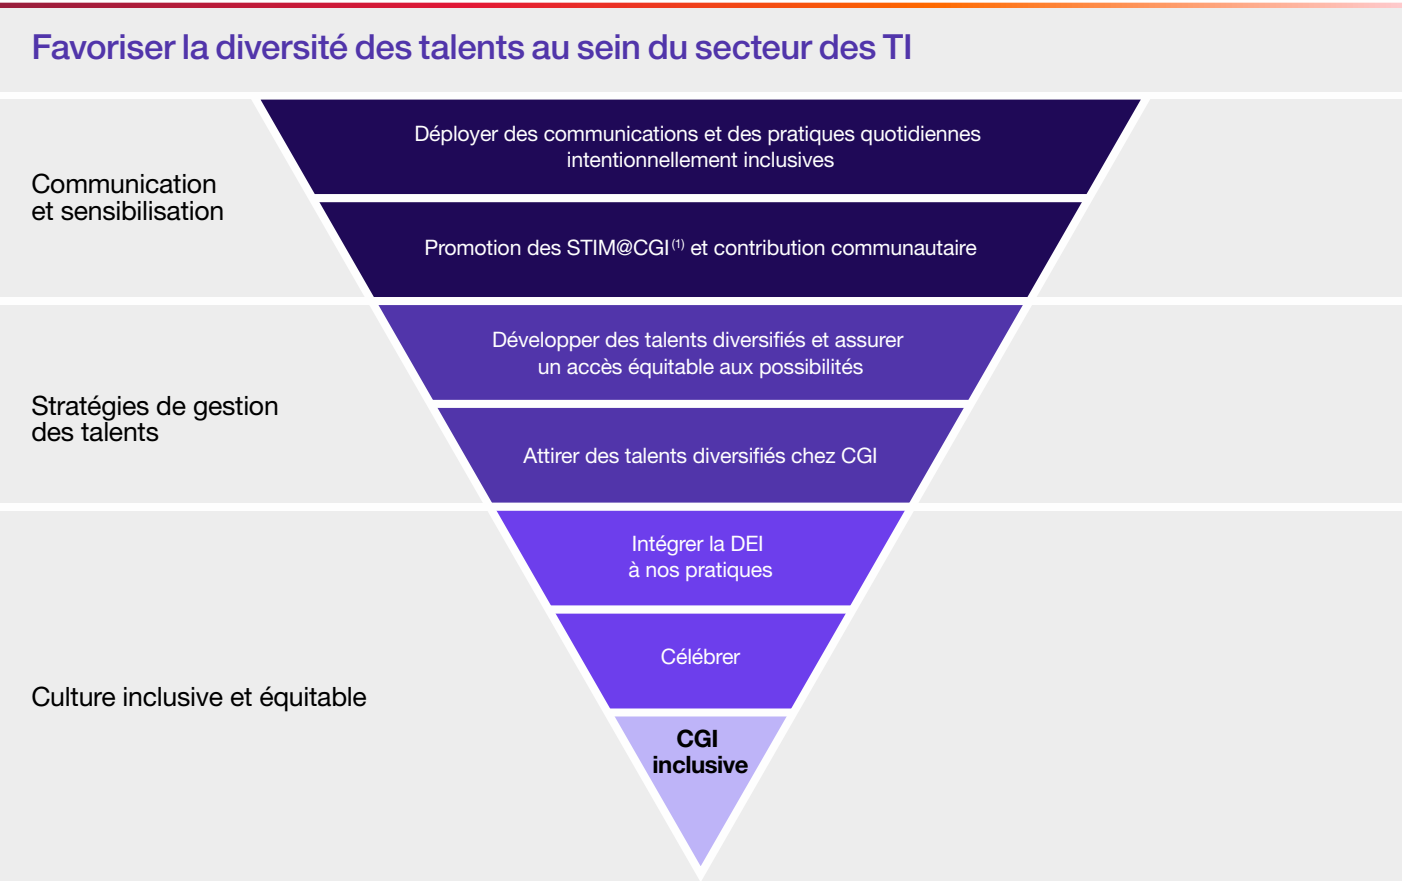 Favoriser la diversité des talents au sein du secteur des TI
Communication
et sensibilisation
Déployer des communications et des pratiques quotidiennes
intentionnellement inclusives
Promotion des STIM@CGI(1) et contribution communautaire
Stratégies de gestion
des talents
Développer des talents diversifiés et assurer
un accès équitable aux possibilités
Attirer des talents diversifiés chez CGI
Culture inclusive et équitable
Intégrer la DEI
à nos pratiques
Célébrer
CGI
inclusive